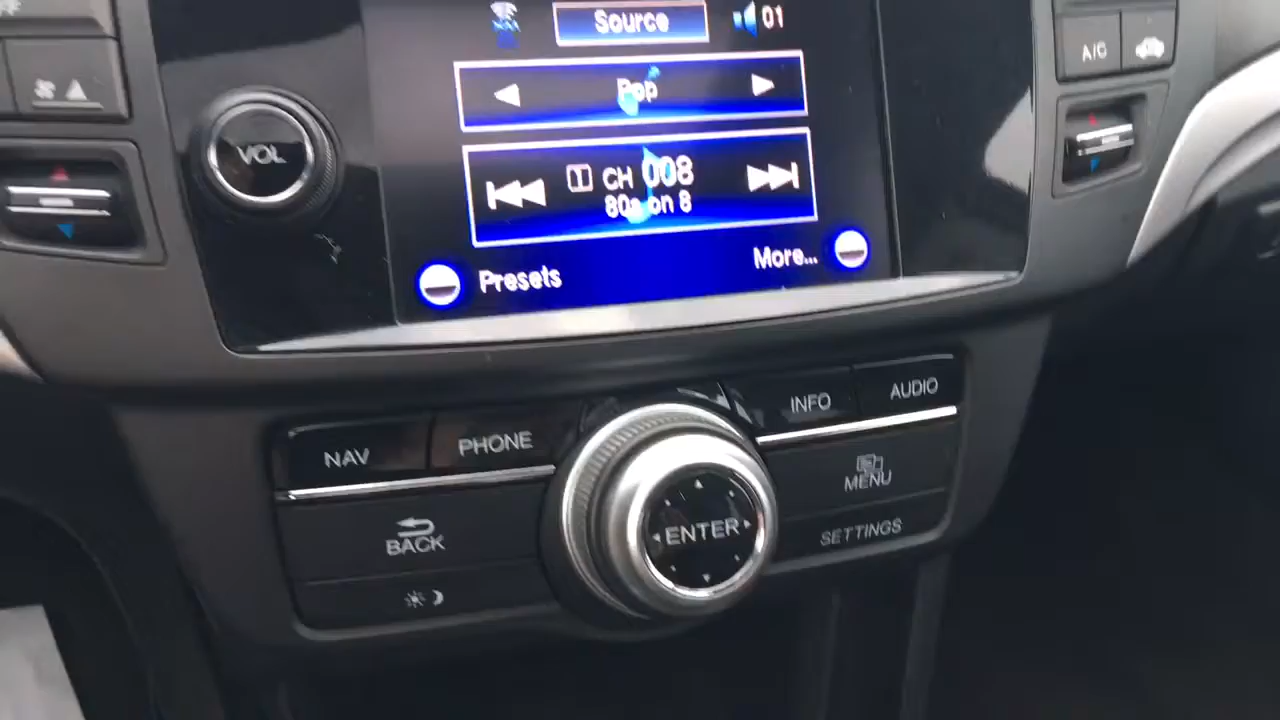 Source
01
Pop
1 CH 008
80s on 8
Presets
More...
VOL
A/C
NAV
PHONE
INFO
AUDIO
BACK
ENTER
MENU
SETTINGS